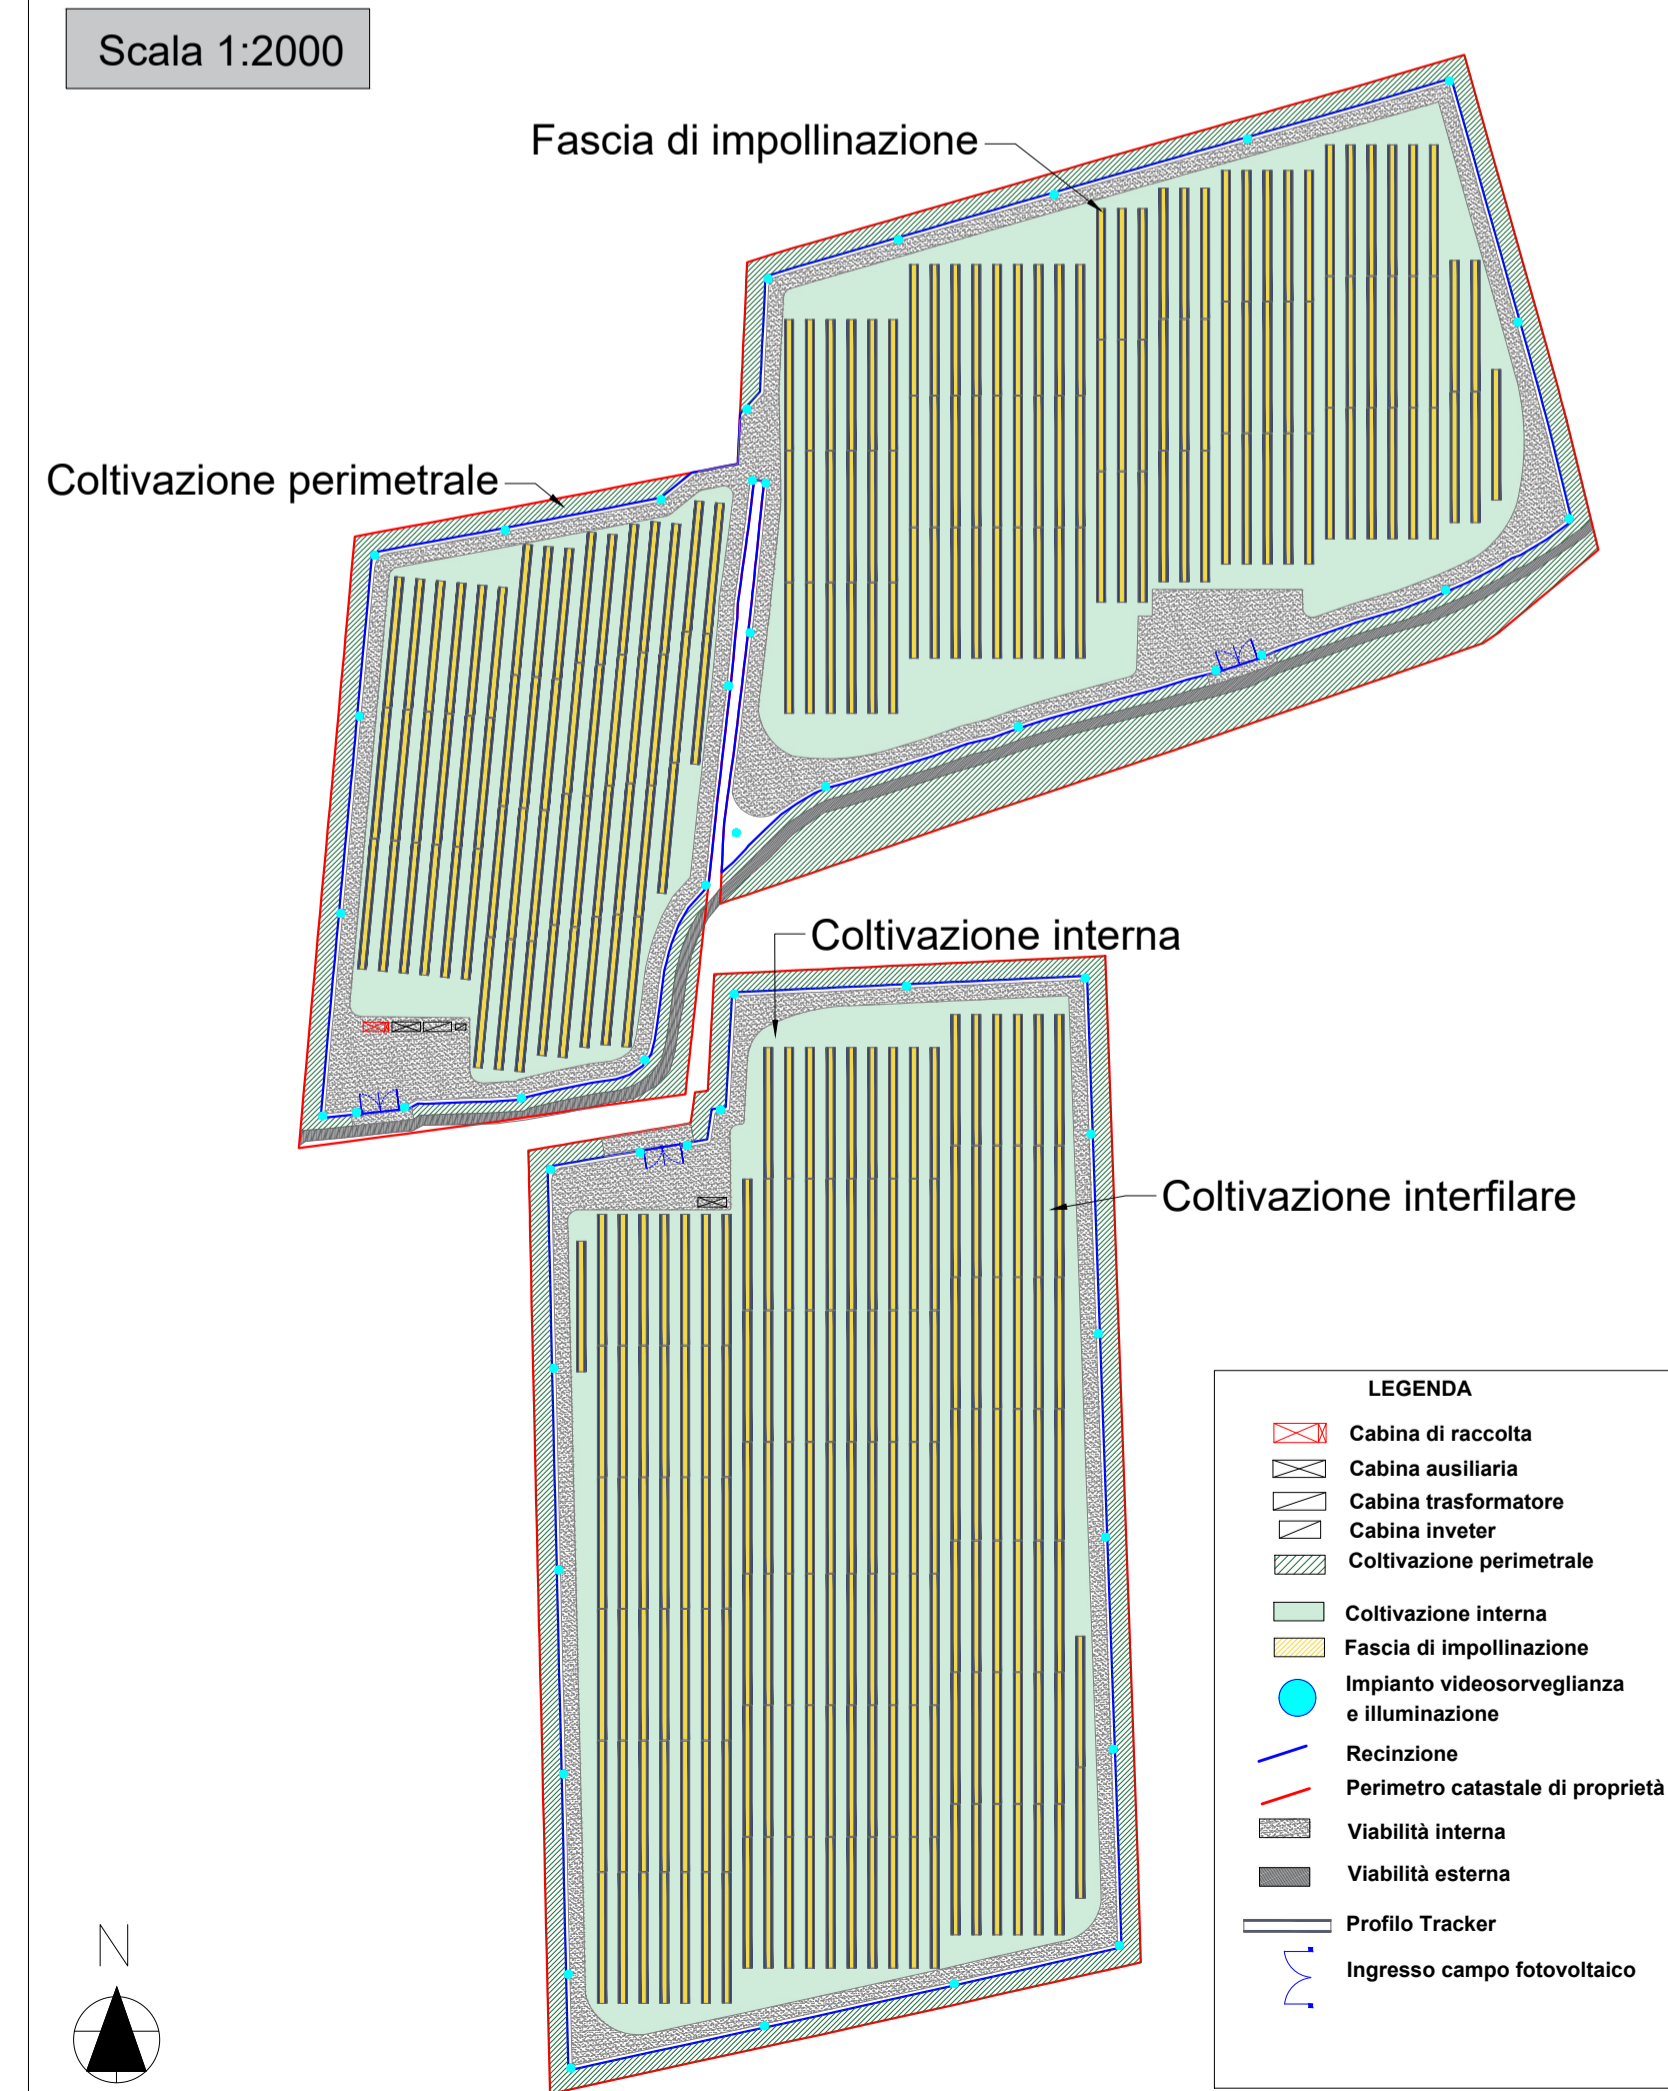 Scala 1:2000
Fascia di impollinazione
Coltivazione perimetrale
Coltivazione interna
Coltivazione interfilare
LEGENDA
Cabina di raccolta
Cabina ausiliaria
Cabina trasformatore
Cabina inveter
Coltivazione perimetrale
Coltivazione interna
Fascia di impollinazione
Impianto videosorveglianza
e illuminazione
Recinzione
Perimetro catastale di proprietà
Viabilità interna
Viabilità esterna
Profilo Tracker
Ingresso campo fotovoltaico
N